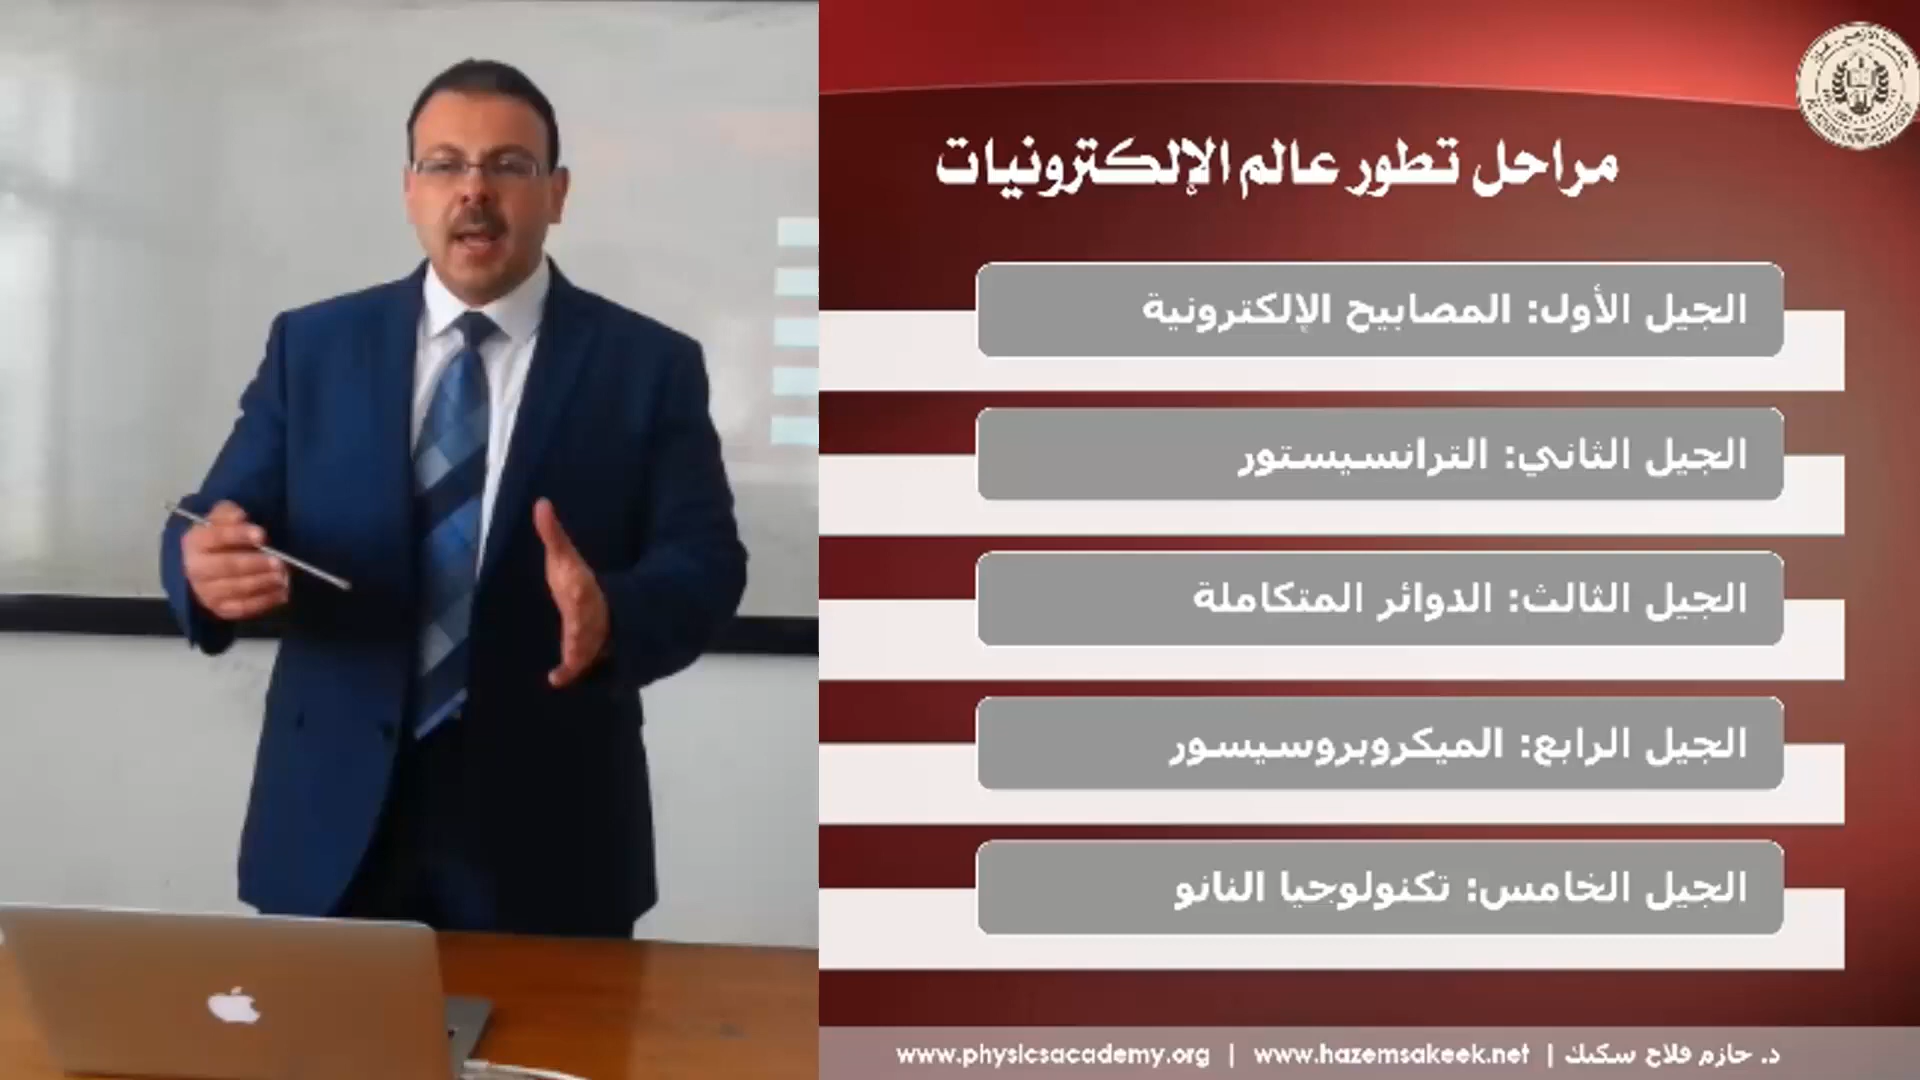 مراحل تطور عالم الإلكترونيات
الجيل الأول: المصابيح الإلكترونية
الجيل الثاني: الترانسيستور
الجيل الثالث: الدوائر المتكاملة
الجيل الرابع: الميكروبروسيسور
الجيل الخامس: تكنولوجيا النانو
د. حازم فلاح سكيك | www.hazemsakeek.net | www.physicsacademy.org